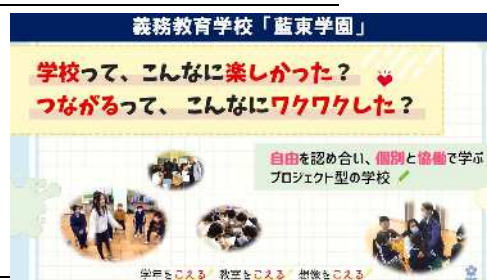 義務教育学校「藍東学園」
学校って、こんなに楽しかった？
つながるって、こんなにワクワクした？
自由を認め合い、個別と協働で学ぶ
プロジェクト型の学校
学年をこえる 教室をこえる 想像をこえる